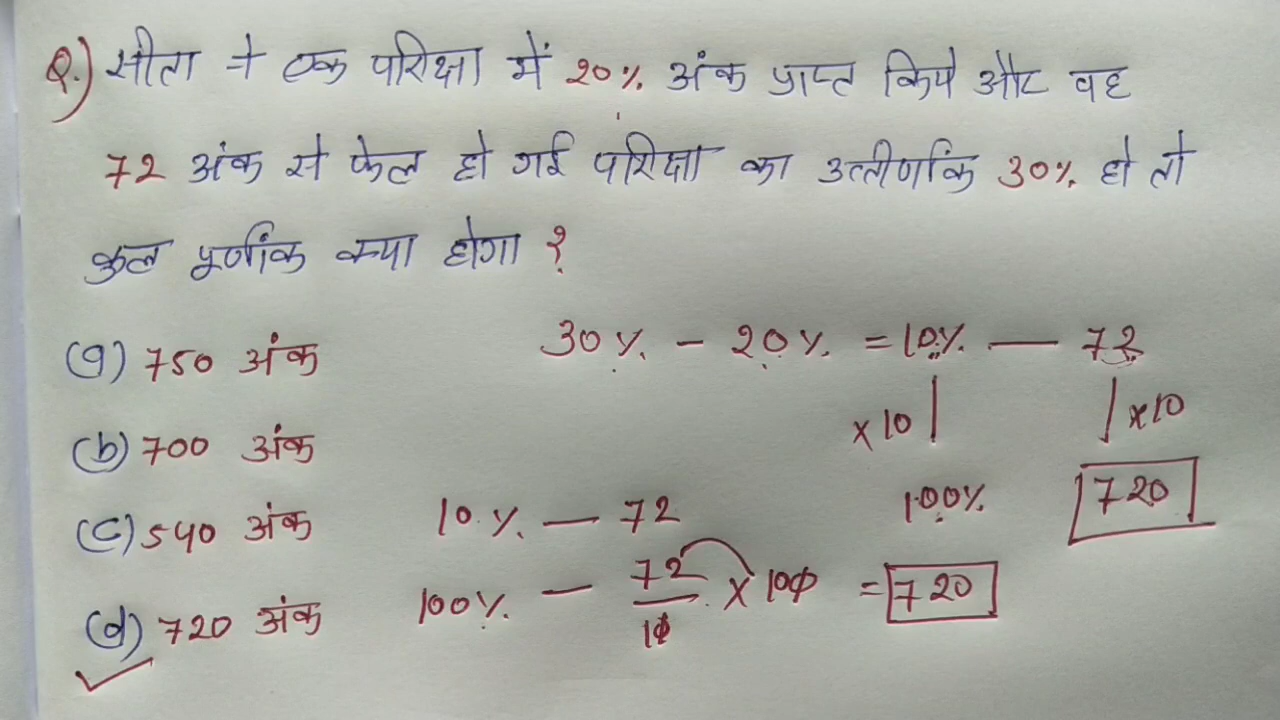 Q.) सीता ने एक परिक्षा में 20% अंक प्राप्त किये और वह
72 अंक से फेल हो गई परिक्षा का उत्तीर्णांक 30% हो तो
कुल पूर्णांक क्या होगा ?
(a) 750 अंक
30% - 20% = 10% — 72
×10 ×10
(b) 700 अंक
100% 720
(c) 540 अंक
10% — 72
(d) 720 अंक
100% — 72/10 × 100 = 720